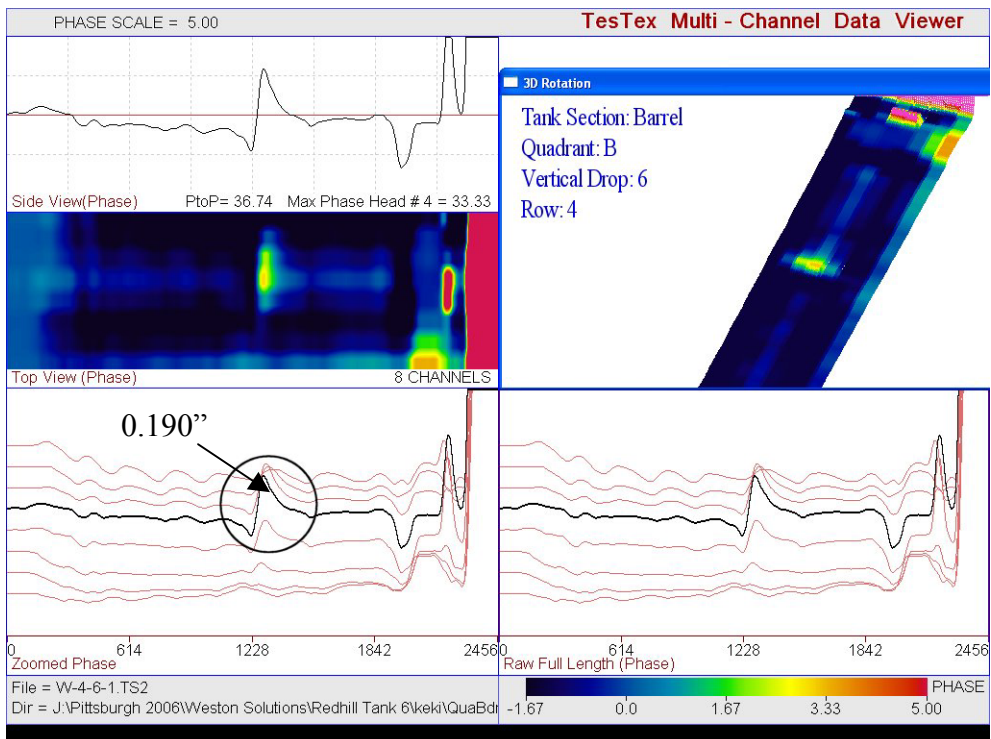 PHASE SCALE = 5.00
TesTex Multi - Channel Data Viewer
3D Rotation
Tank Section: Barrel
Quadrant: B
Vertical Drop: 6
Row: 4
Side View(Phase) PtoP= 36.74 Max Phase Head # 4 = 33.33
Top View (Phase) 8 CHANNELS
0.190”
0 614 1228 1842 2456
Zoomed Phase
0 614 1228 1842 2456
Raw Full Length (Phase)
File = W-4-6-1.TS2
Dir = J:\Pittsburgh 2006\Weston Solutions\Redhill Tank 6\keki\QuaBdr
PHASE
-1.67 0.0 1.67 3.33 5.00